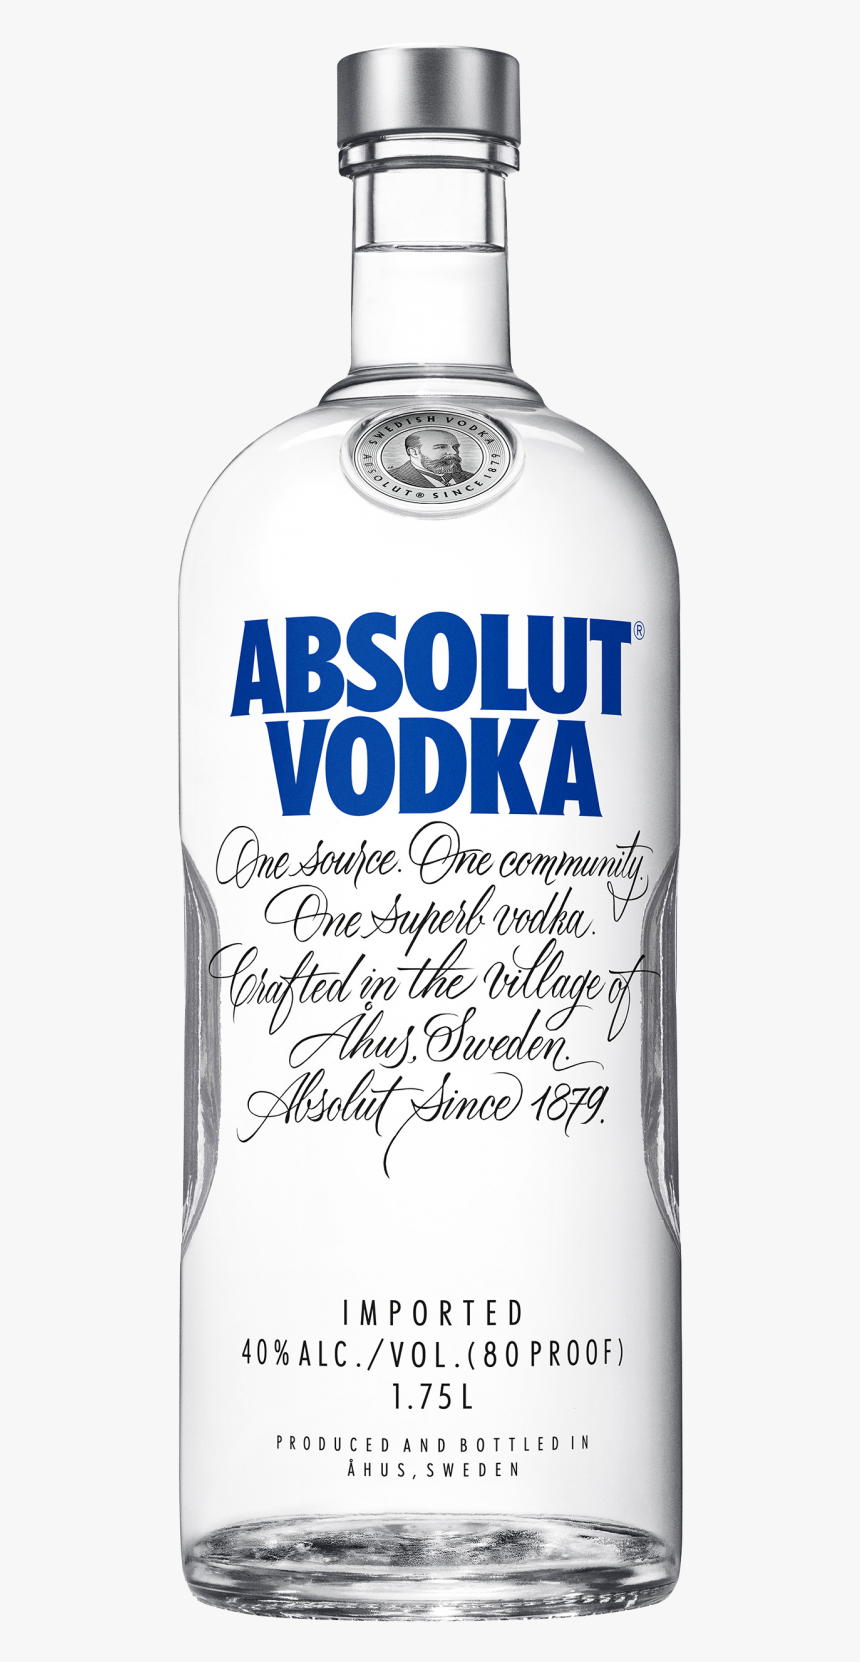 SWEDISH VODKA
ABSOLUT® SINCE 1879
ABSOLUT®
VODKA
One source. One community.
One superb vodka.
Crafted in the village of
Åhus, Sweden.
Absolut Since 1879.
IMPORTED
40% ALC./VOL. (80 PROOF)
1.75L
PRODUCED AND BOTTLED IN
ÅHUS, SWEDEN